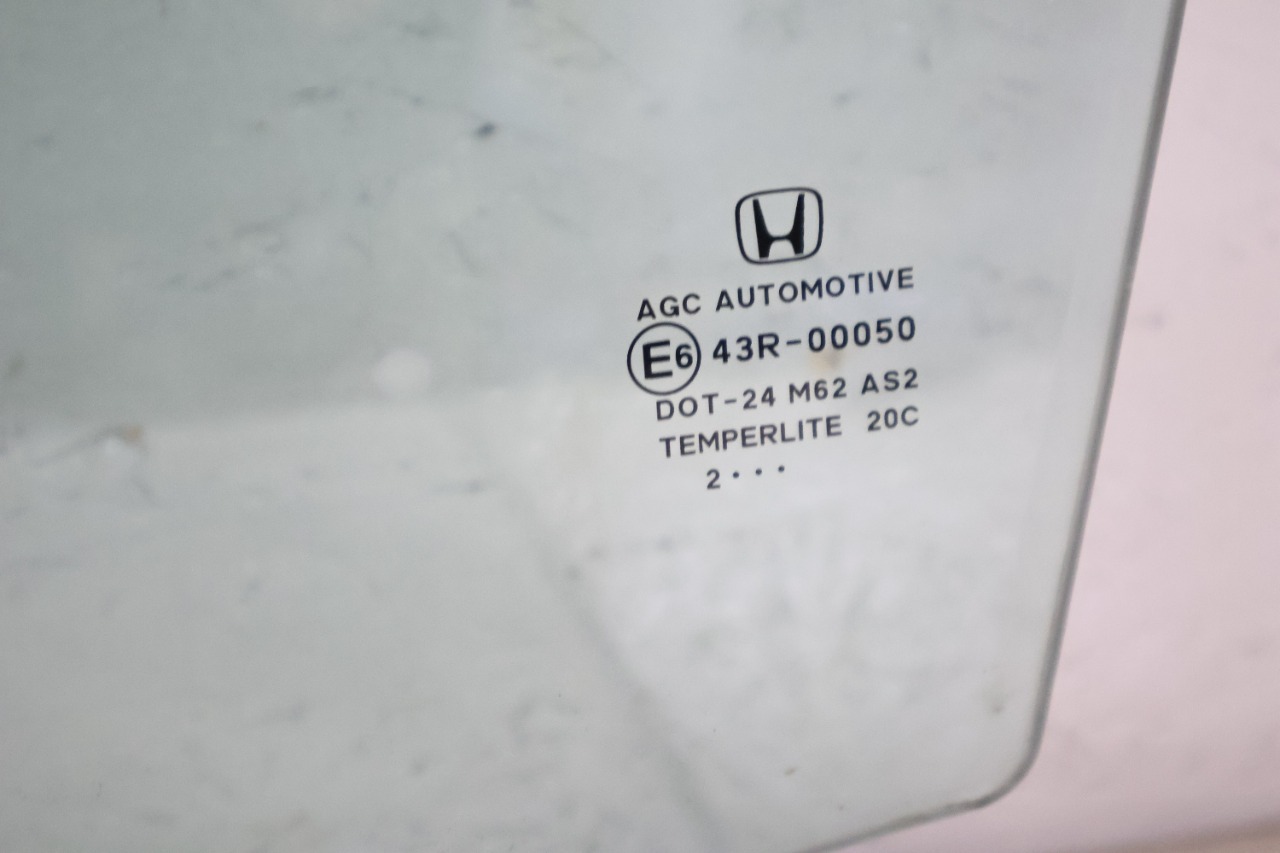 AGC AUTOMOTIVE
E6 43R-00050
DOT-24 M62 AS2
TEMPERLITE 20C
2 • • •